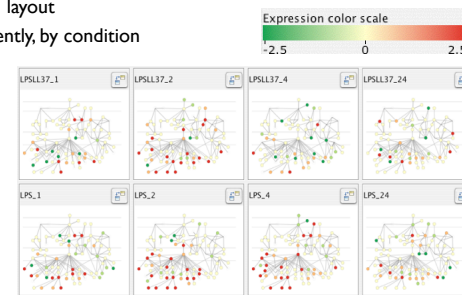 layout
ently, by condition
Expression color scale
-2.5 0 2.5
LPSLL37_1 LPSLL37_2 LPSLL37_4 LPSLL37_24
LPS_1 LPS_2 LPS_4 LPS_24